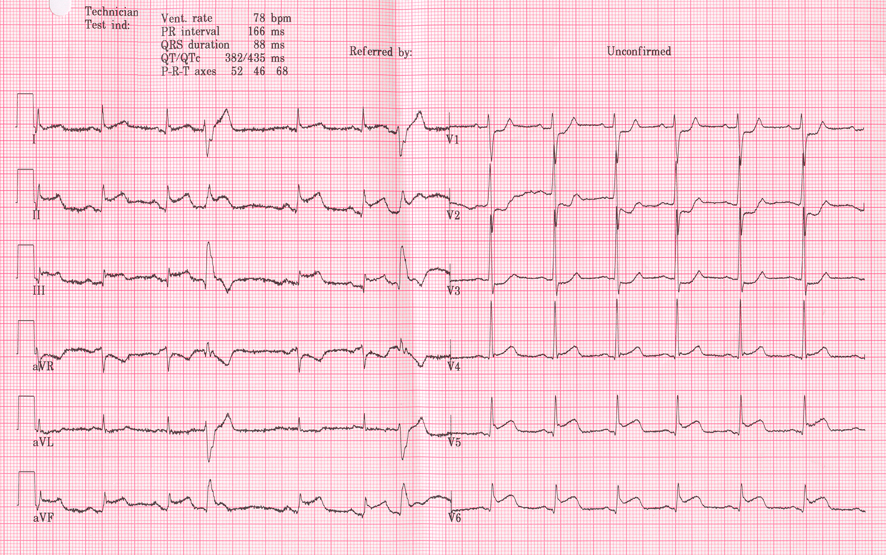 Technician
Test ind:
Vent. rate 78 bpm
PR interval 166 ms
QRS duration 88 ms
QT/QTc 382/435 ms
P-R-T axes 52 46 68
Referred by:
Unconfirmed
I
V1
II
V2
III
V3
aVR
V4
aVL
V5
aVF
V6